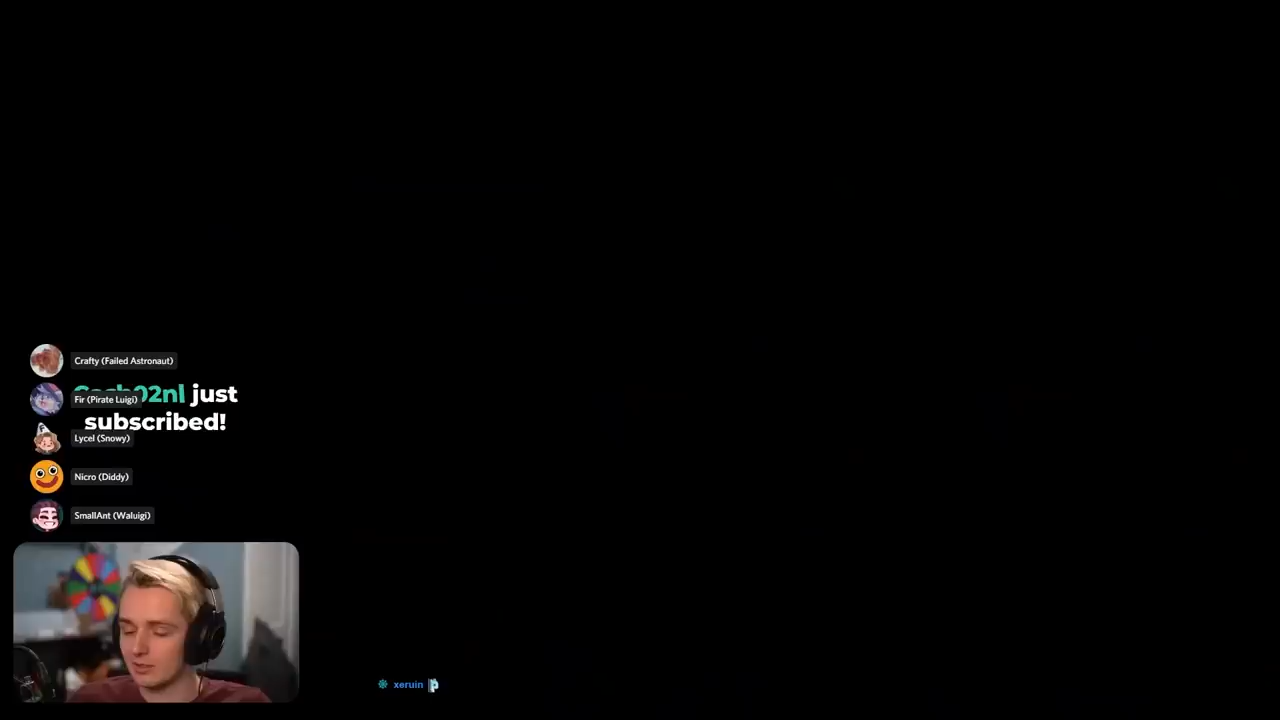 Crafty (Failed Astronaut)
just
Fir (Pirate Luigi)
subscribed!
Lycel (Snowy)
Nicro (Diddy)
SmallAnt (Waluigi)
xeruin